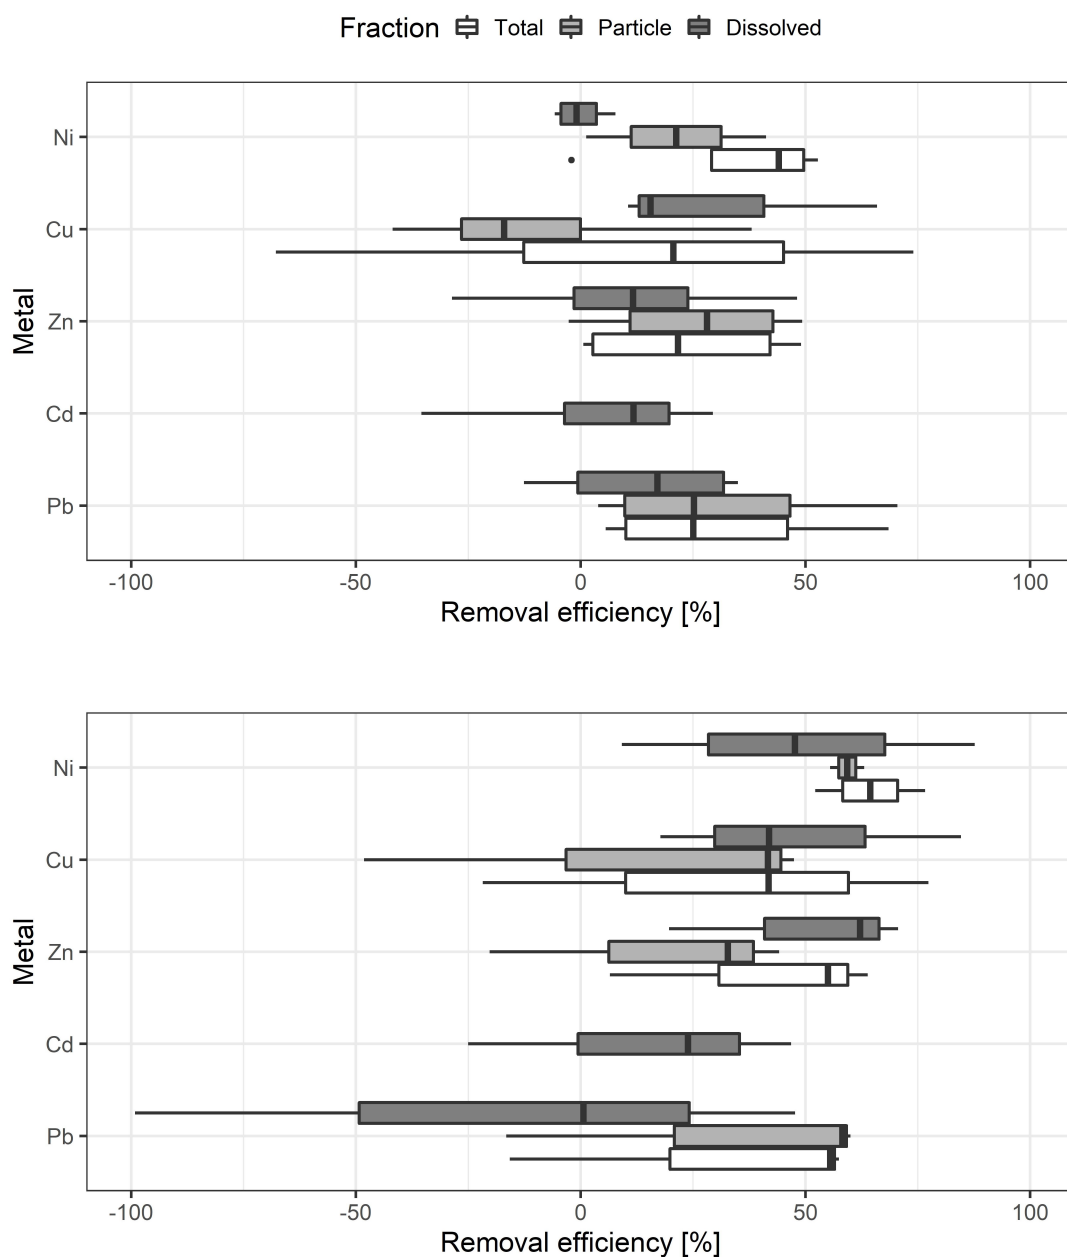 Fraction Total Particle Dissolved
Metal
Ni
Cu
Zn
Cd
Pb
-100 -50 0 50 100
Removal efficiency [%]
Metal
Ni
Cu
Zn
Cd
Pb
-100 -50 0 50 100
Removal efficiency [%]